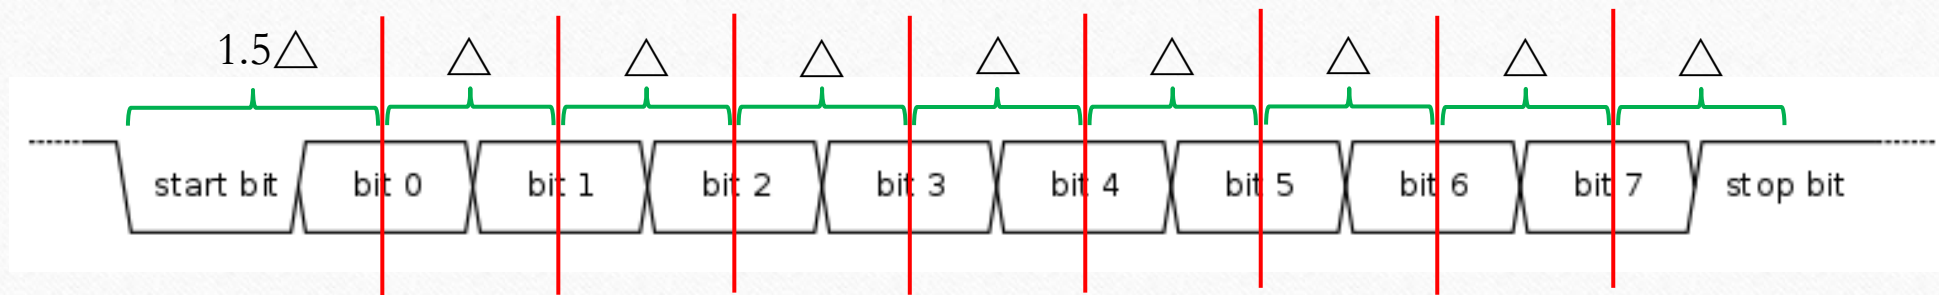 1.5△ △ △ △ △ △ △ △ △
start bit bit 0 bit 1 bit 2 bit 3 bit 4 bit 5 bit 6 bit 7 stop bit